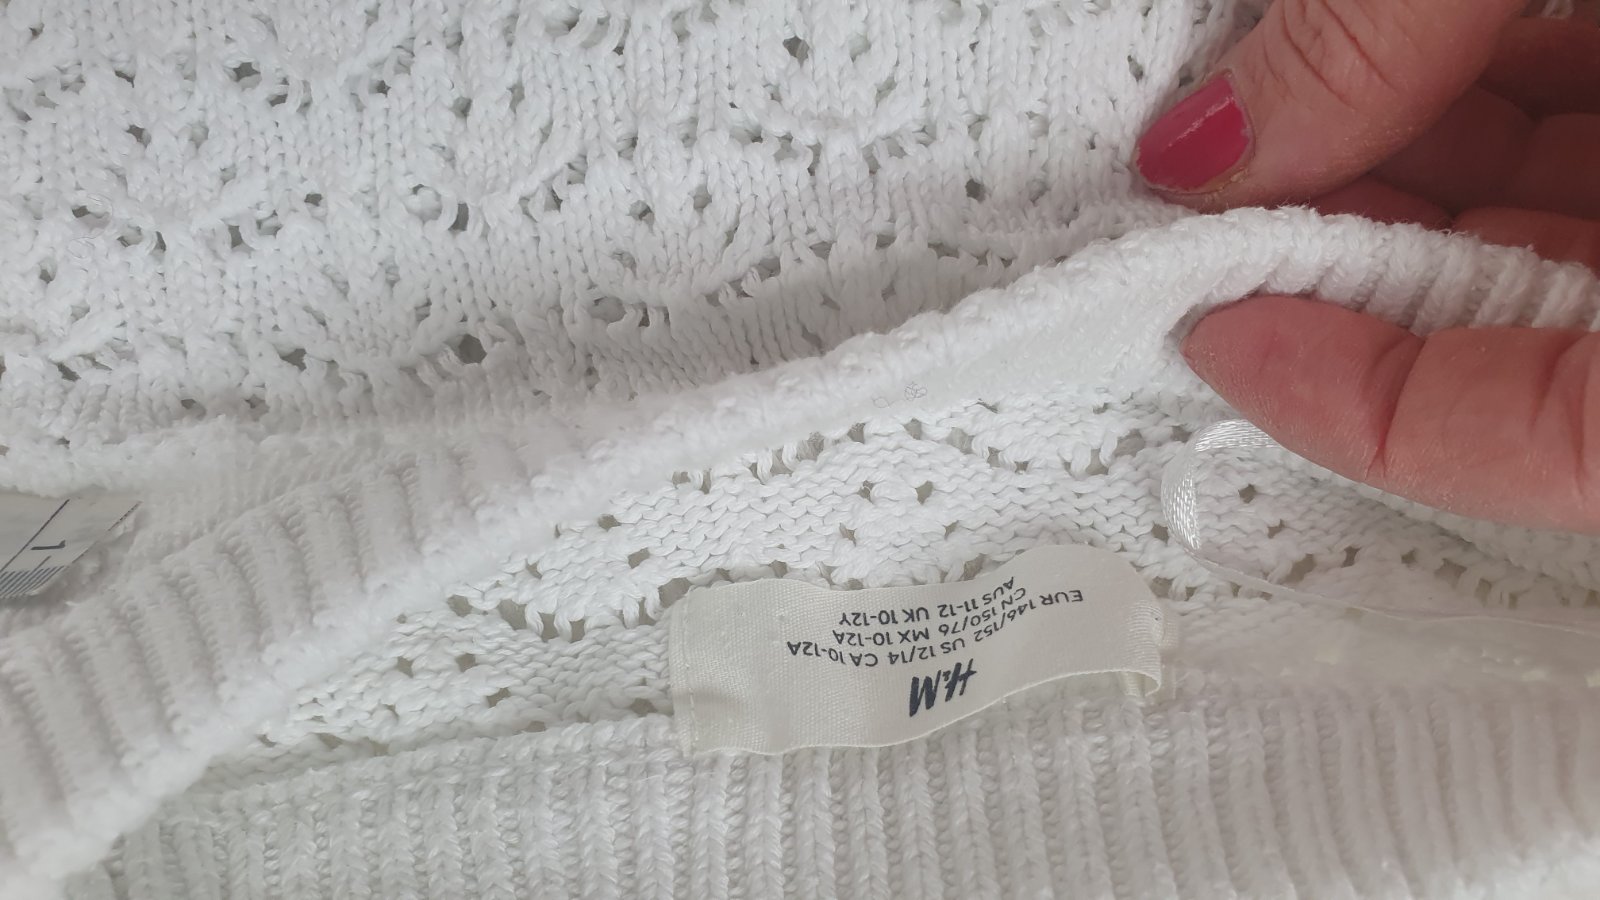 H&M
EUR 146/152 US 12/14 CA 10-12A
CN 150/76 MX 10-12A
AUS 11-12 UK 10-12Y
1